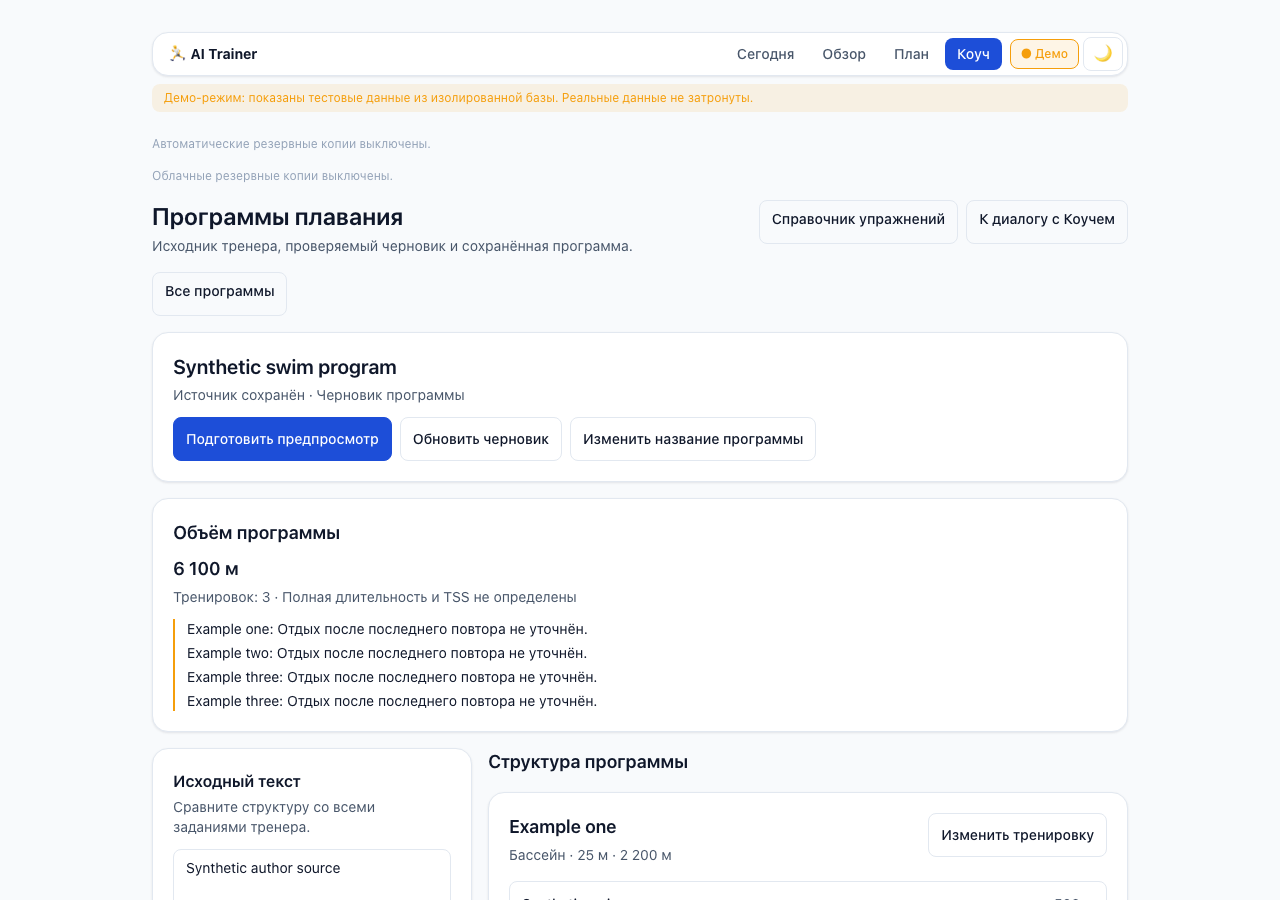 AI Trainer
Сегодня
Обзор
План
Коуч
Демо
Демо-режим: показаны тестовые данные из изолированной базы. Реальные данные не затронуты.
Автоматические резервные копии выключены.
Облачные резервные копии выключены.
Программы плавания
Исходник тренера, проверяемый черновик и сохранённая программа.
Справочник упражнений
К диалогу с Коучем
Все программы
Synthetic swim program
Источник сохранён · Черновик программы
Подготовить предпросмотр
Обновить черновик
Изменить название программы
Объём программы
6 100 м
Тренировок: 3 · Полная длительность и TSS не определены
Example one: Отдых после последнего повтора не уточнён.
Example two: Отдых после последнего повтора не уточнён.
Example three: Отдых после последнего повтора не уточнён.
Example three: Отдых после последнего повтора не уточнён.
Исходный текст
Сравните структуру со всеми
заданиями тренера.
Synthetic author source
Структура программы
Example one
Бассейн · 25 м · 2 200 м
Изменить тренировку